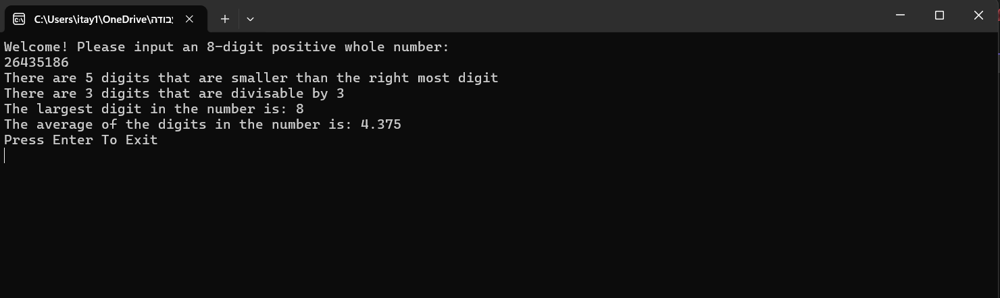 C:\Users\itay1\OneDrive\עבודה
Welcome! Please input an 8-digit positive whole number:
26435186
There are 5 digits that are smaller than the right most digit
There are 3 digits that are divisable by 3
The largest digit in the number is: 8
The average of the digits in the number is: 4.375
Press Enter To Exit